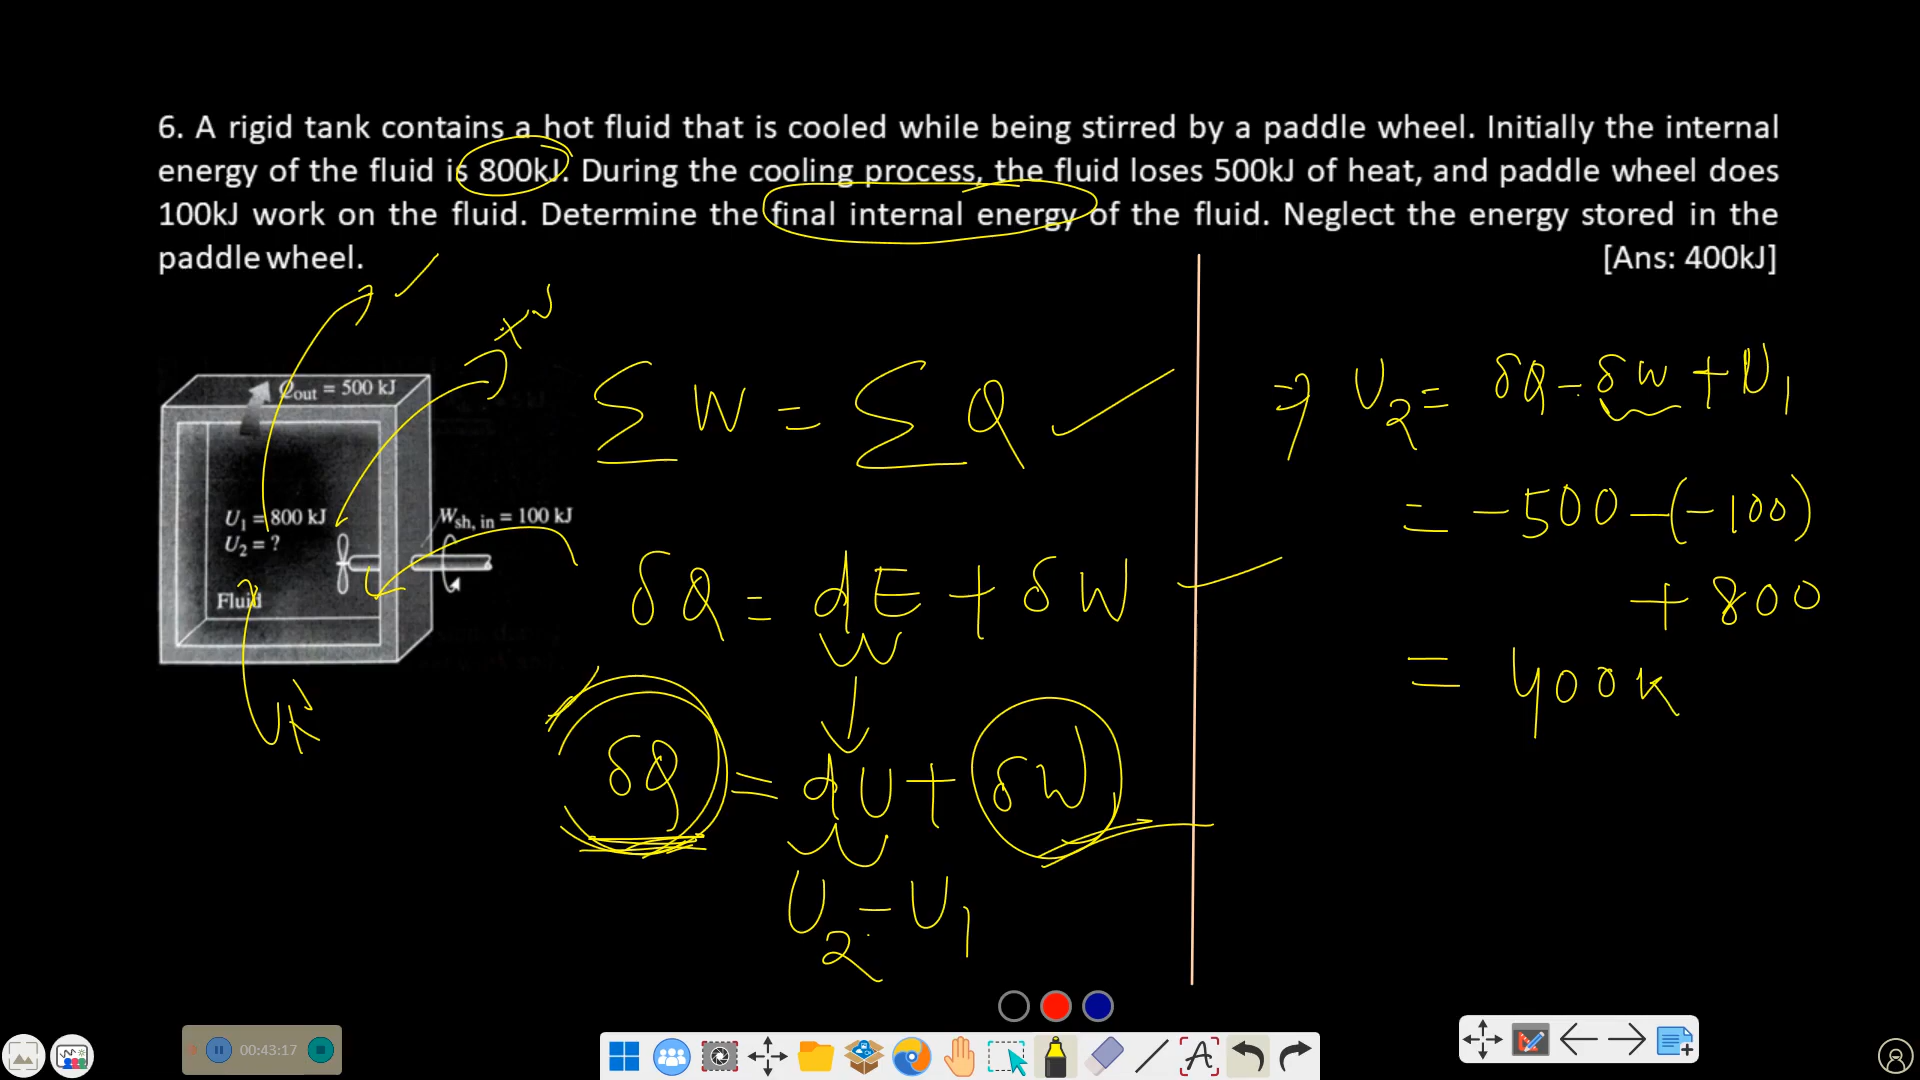 6. A rigid tank contains a hot fluid that is cooled while being stirred by a paddle wheel. Initially the internal
energy of the fluid is 800kJ. During the cooling process, the fluid loses 500kJ of heat, and paddle wheel does
100kJ work on the fluid. Determine the final internal energy of the fluid. Neglect the energy stored in the
paddle wheel. [Ans: 400kJ]
Qout = 500 kJ
U1 = 800 kJ
U2 = ?
Wsh, in = 100 kJ
Fluid
Σ W = Σ Q
δQ = dE + δW
δQ = dU + δW
U2 - U1
⇒ U2 = δQ - δW + U1
= -500 - (-100)
+ 800
= 400K
00:43:17